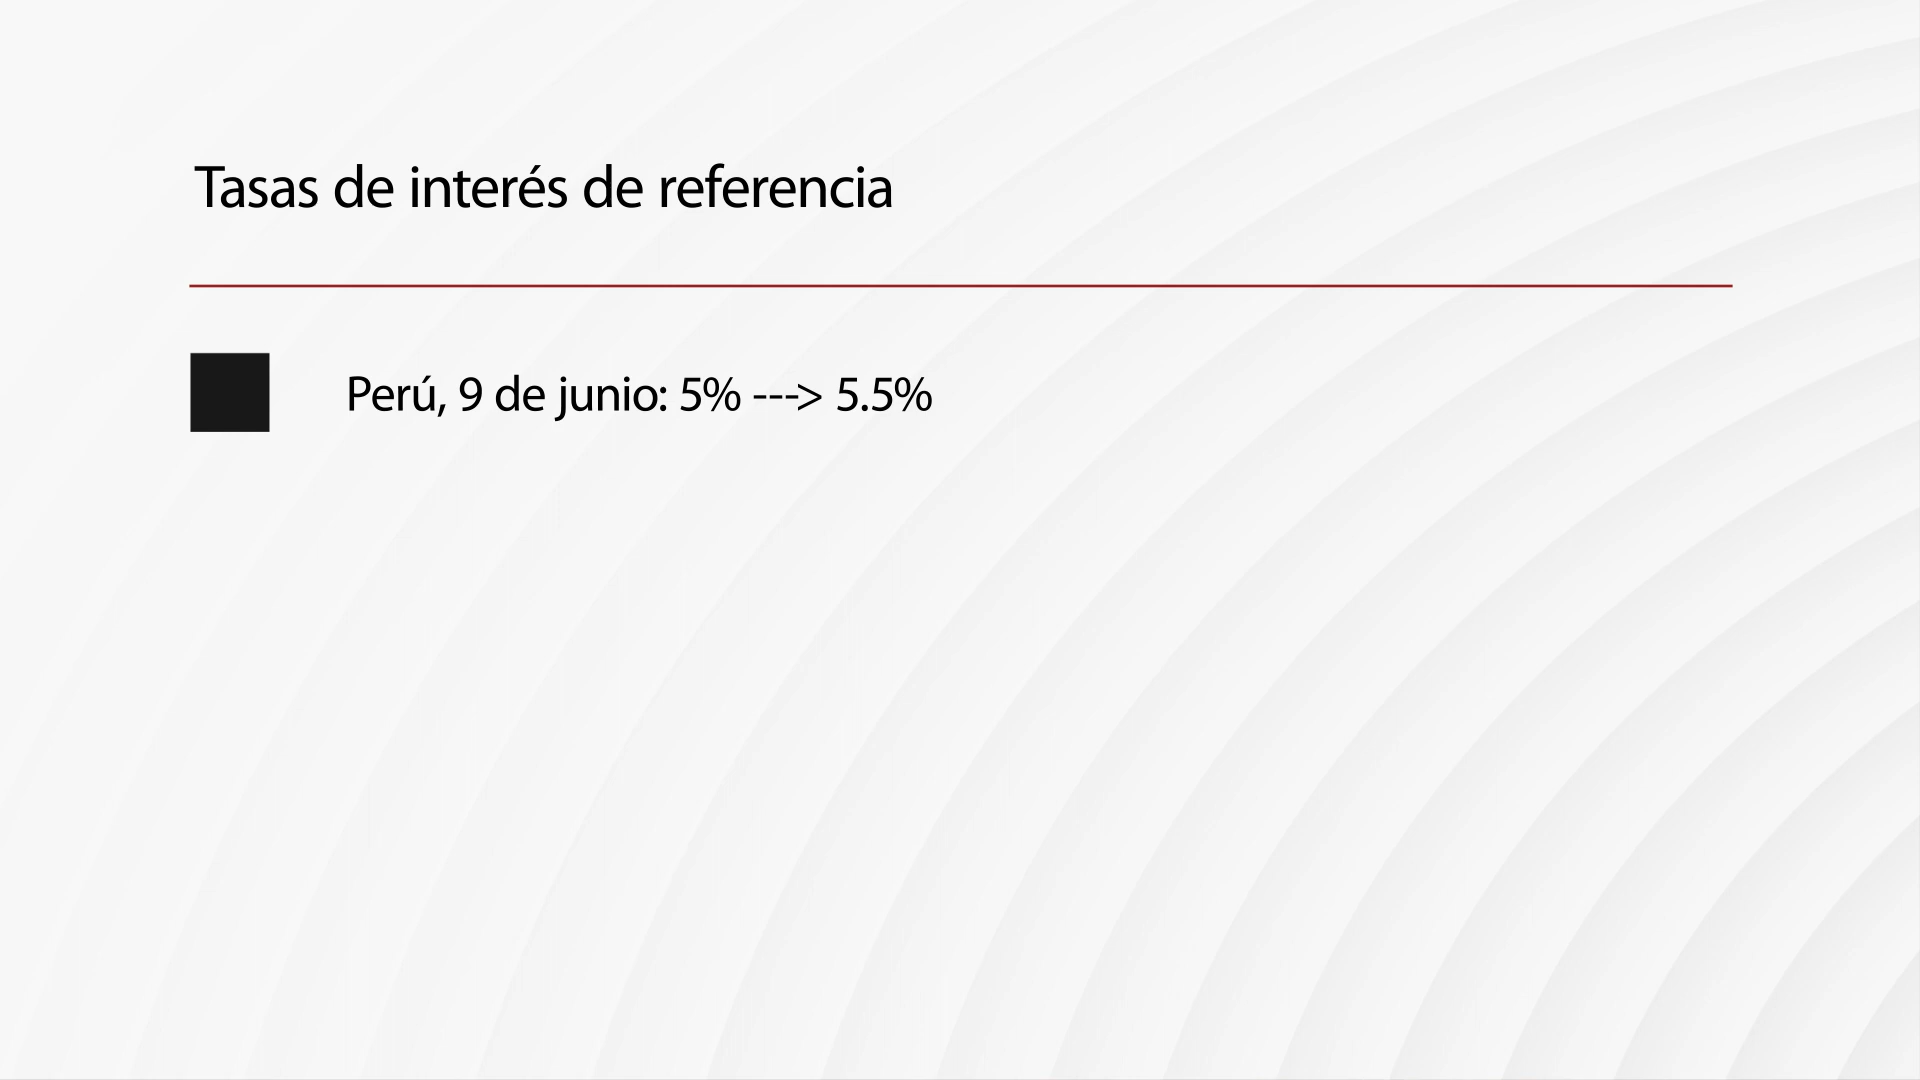 Tasas de interés de referencia
Perú, 9 de junio: 5% ---> 5.5%